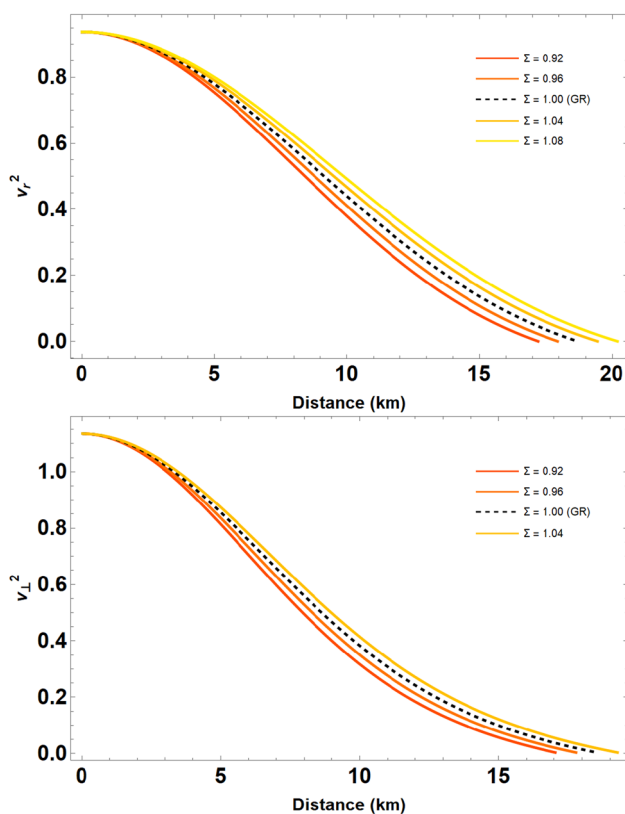 0.8
0.6
0.4
0.2
0.0
v_r^2
Σ = 0.92
Σ = 0.96
Σ = 1.00 (GR)
Σ = 1.04
Σ = 1.08
0 5 10 15 20
Distance (km)
1.0
0.8
0.6
0.4
0.2
0.0
v_⊥^2
Σ = 0.92
Σ = 0.96
Σ = 1.00 (GR)
Σ = 1.04
0 5 10 15
Distance (km)